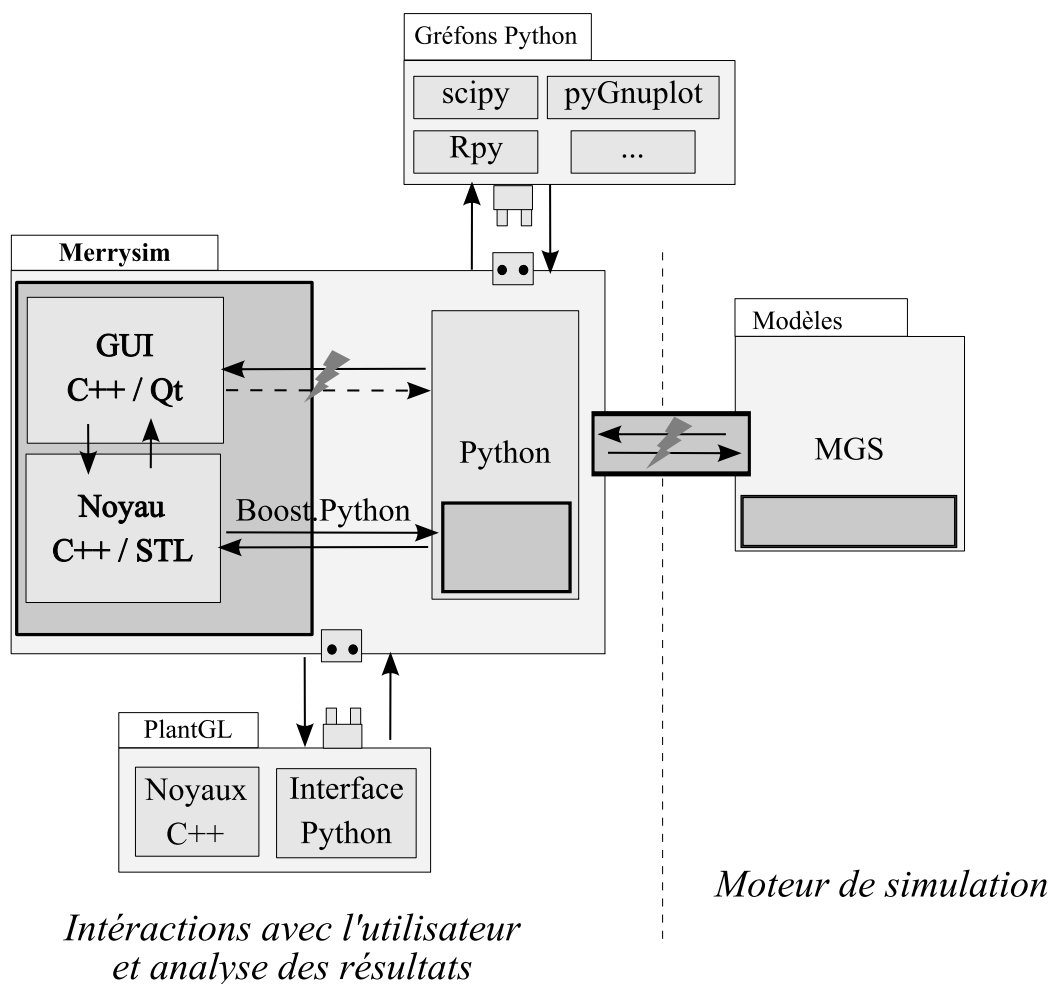 Gréfons Python
scipy
pyGnuplot
Rpy
...
Merrysim
GUI
C++ / Qt
Noyau
C++ / STL
Boost.Python
Python
Modèles
MGS
PlantGL
Noyaux
C++
Interface
Python
Moteur de simulation
Intéractions avec l'utilisateur
et analyse des résultats